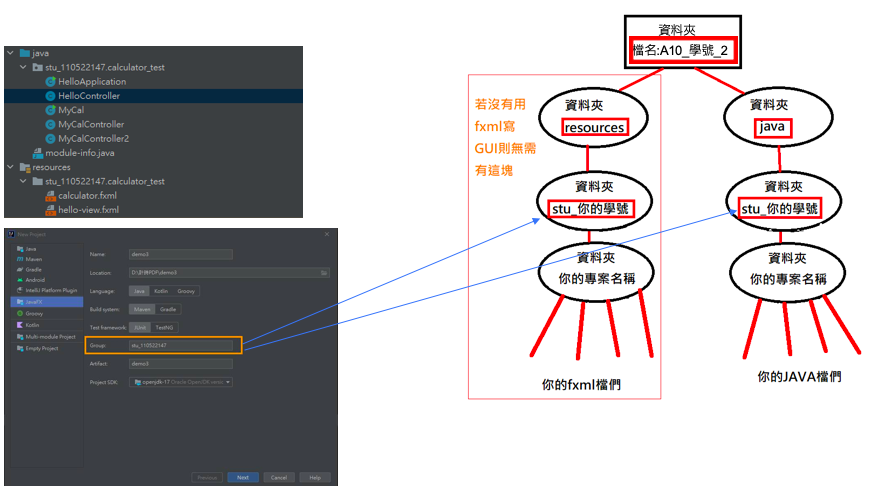 java
stu_110522147.calculator_test
HelloApplication
HelloController
MyCal
MyCalController
MyCalController2
module-info.java
resources
stu_110522147.calculator_test
calculator.fxml
hello-view.fxml
New Project
Java
Maven
Gradle
Android
IntelliJ Platform Plugin
JavaFX
Groovy
Kotlin
Multi-module Project
Empty Project
Name:
demo3
Location:
Language:
Java
Kotlin
Groovy
Build system:
Maven
Gradle
Test framework:
JUnit
TestNG
Group:
stu_110522147
Artifact:
demo3
Project SDK:
openjdk-17 Oracle OpenJDK
Previous
Next
Cancel
Help
資料夾
檔名:A10_學號_2
若沒有用
fxml寫
GUI則無需
有這塊
資料夾
resources
資料夾
stu_你的學號
資料夾
你的專案名稱
你的fxml檔們
資料夾
java
資料夾
stu_你的學號
資料夾
你的專案名稱
你的JAVA檔們